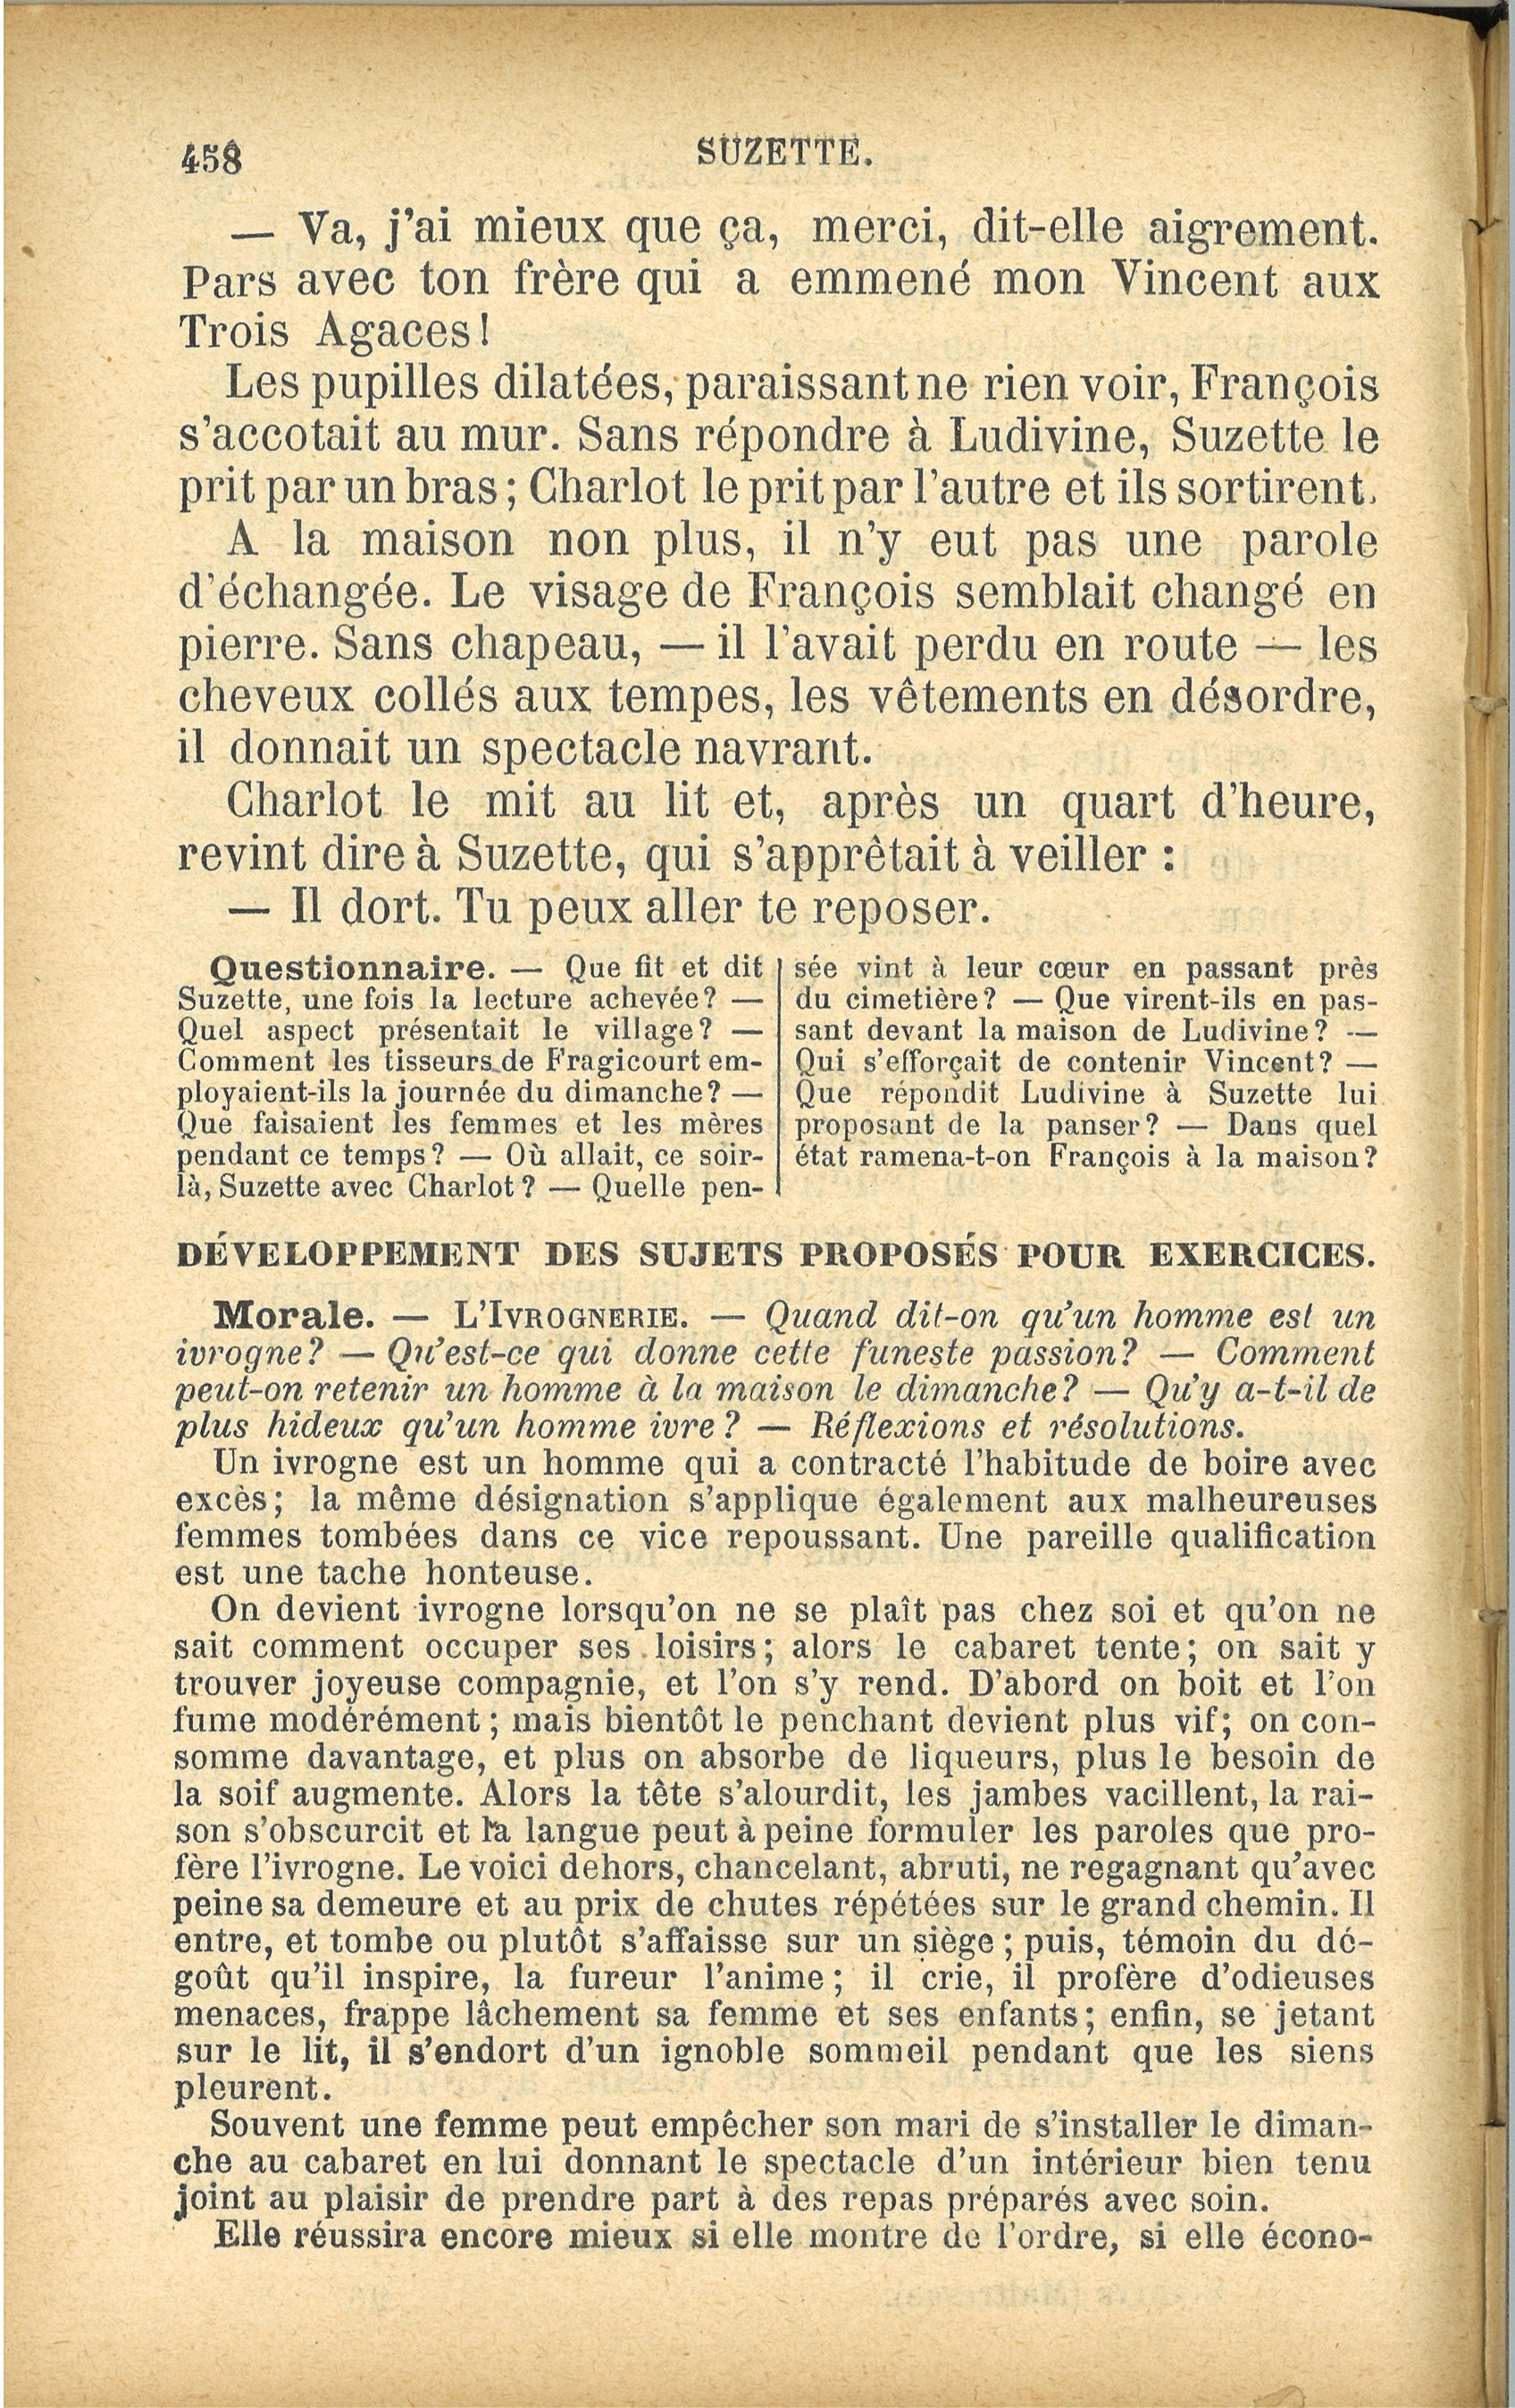 458
SUZETTE.
— Va, j'ai mieux que ça, merci, dit-elle aigrement.
Pars avec ton frère qui a emmené mon Vincent aux
Trois Agaces!
Les pupilles dilatées, paraissant ne rien voir, François
s'accotait au mur. Sans répondre à Ludivine, Suzette le
prit par un bras; Charlot le prit par l'autre et ils sortirent.
A la maison non plus, il n'y eut pas une parole
d'échangée. Le visage de François semblait changé en
pierre. Sans chapeau, — il l'avait perdu en route — les
cheveux collés aux tempes, les vêtements en désordre,
il donnait un spectacle navrant.
Charlot le mit au lit et, après un quart d'heure,
revint dire à Suzette, qui s'apprêtait à veiller :
— Il dort. Tu peux aller te reposer.
Questionnaire. — Que fit et dit
Suzette, une fois la lecture achevée? —
Quel aspect présentait le village? —
Comment les tisseurs de Fragicourt em-
ployaient-ils la journée du dimanche? —
Que faisaient les femmes et les mères
pendant ce temps? — Où allait, ce soir-
là, Suzette avec Charlot? — Quelle pen-
sée vint à leur cœur en passant près
du cimetière? — Que virent-ils en pas-
sant devant la maison de Ludivine? —
Qui s'efforçait de contenir Vincent? —
Que répondit Ludivine à Suzette lui
proposant de la panser? — Dans quel
état ramena-t-on François à la maison?
DÉVELOPPEMENT DES SUJETS PROPOSÉS POUR EXERCICES.
Morale. — L'IVROGNERIE. — Quand dit-on qu'un homme est un
ivrogne? — Qu'est-ce qui donne cette funeste passion? — Comment
peut-on retenir un homme à la maison le dimanche? — Qu'y a-t-il de
plus hideux qu'un homme ivre? — Réflexions et résolutions.
Un ivrogne est un homme qui a contracté l'habitude de boire avec
excès; la même désignation s'applique également aux malheureuses
femmes tombées dans ce vice repoussant. Une pareille qualification
est une tache honteuse.
On devient ivrogne lorsqu'on ne se plaît pas chez soi et qu'on ne
sait comment occuper ses loisirs; alors le cabaret tente; on sait y
trouver joyeuse compagnie, et l'on s'y rend. D'abord on boit et l'on
fume modérément; mais bientôt le penchant devient plus vif; on con-
somme davantage, et plus on absorbe de liqueurs, plus le besoin de
la soif augmente. Alors la tête s'alourdit, les jambes vacillent, la rai-
son s'obscurcit et la langue peut à peine formuler les paroles que pro-
fère l'ivrogne. Le voici dehors, chancelant, abruti, ne regagnant qu'avec
peine sa demeure et au prix de chutes répétées sur le grand chemin. Il
entre, et tombe ou plutôt s'affaisse sur un siège; puis, témoin du dé-
goût qu'il inspire, la fureur l'anime; il crie, il profère d'odieuses
menaces, frappe lâchement sa femme et ses enfants; enfin, se jetant
sur le lit, il s'endort d'un ignoble sommeil pendant que les siens
pleurent.
Souvent une femme peut empêcher son mari de s'installer le diman-
che au cabaret en lui donnant le spectacle d'un intérieur bien tenu
joint au plaisir de prendre part à des repas préparés avec soin.
Elle réussira encore mieux si elle montre de l'ordre, si elle écono-